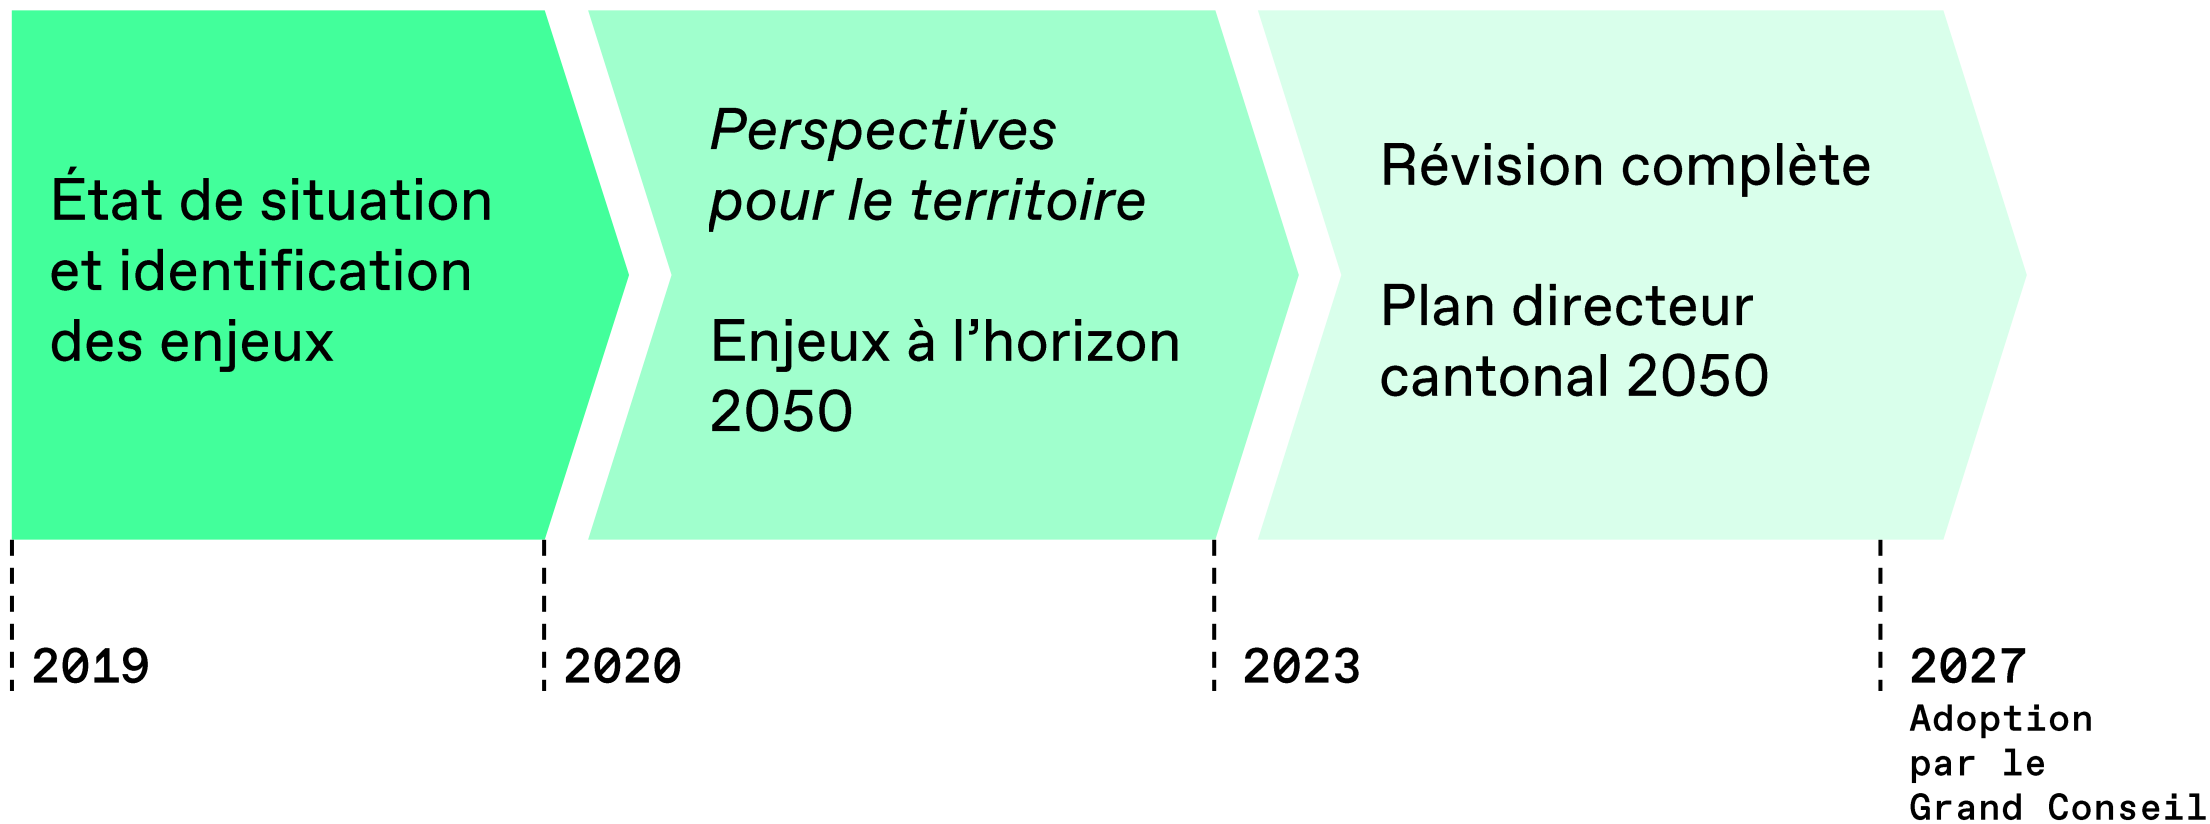 État de situation
et identification
des enjeux
Perspectives
pour le territoire
Enjeux à l’horizon
2050
Révision complète
Plan directeur
cantonal 2050
2019
2020
2023
2027
Adoption
par le
Grand Conseil